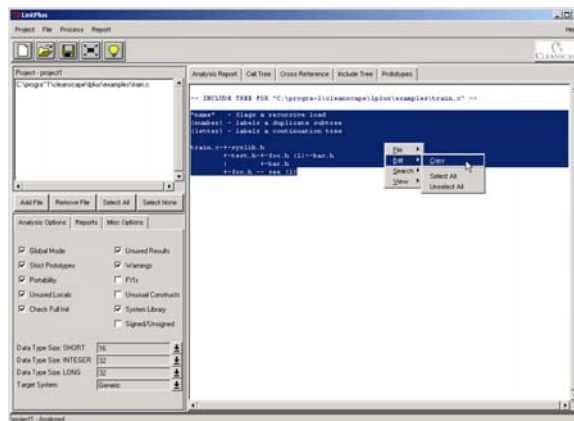 LintPlus
Project File Process Report Help
CLEANSCAPE
Project - project1
C:\progra~1\cleanscape\lplus\examples\train.c
Add File Remove File Select All Select None
Analysis Options Reports Misc Options
Global Mode Unused Results
Strict Prototypes Warnings
Portability FYI's
Unused Locals Unusual Constructs
Check Full Init System Library
Signed/Unsigned
Data Type Size: SHORT 16
Data Type Size: INTEGER 32
Data Type Size: LONG 32
Target System: Generic
project1 - Analyzed
Analysis Report Call Tree Cross Reference Include Tree Prototypes
-- INCLUDE TREE FOR "C:\progra~1\cleanscape\lplus\examples\train.c" --
"name" - flags a recursive load
(number) - labels a duplicate subtree
(letter) - labels a continuation tree
train.c-+-synlib.h
+-test.h-+-foo.h (1)--bar.h
| +-bar.h
+-foo.h -- see (1)
File
Edit
Search
View
Copy
Select All
Unselect All